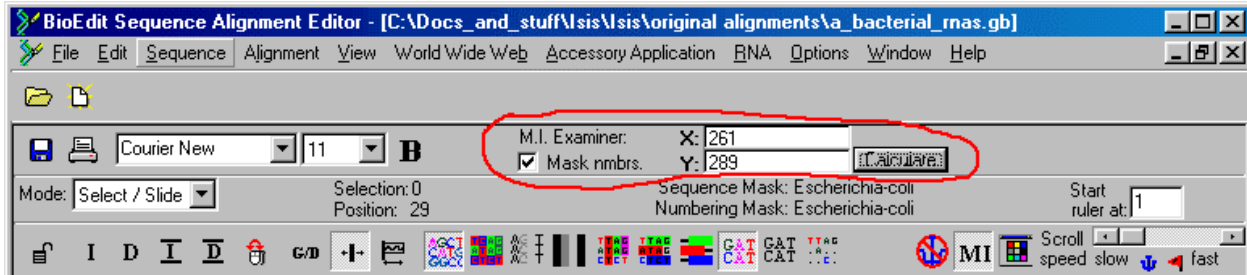 BioEdit Sequence Alignment Editor - [C:\Docs_and_stuff\Isis\Isis\original alignments\a_bacterial_rnas.gb]
File Edit Sequence Alignment View World Wide Web Accessory Application RNA Options Window Help
Courier New 11 B
M.I. Examiner: X: 261
Mask nmbrs. Y: 289 Calculate
Mode: Select / Slide
Selection: 0
Position: 29
Sequence Mask: Escherichia-coli
Numbering Mask: Escherichia-coli
Start
ruler at: 1
I D I D G/D
GAT
CAT
GAT
CAT
MI
Scroll
speed slow fast